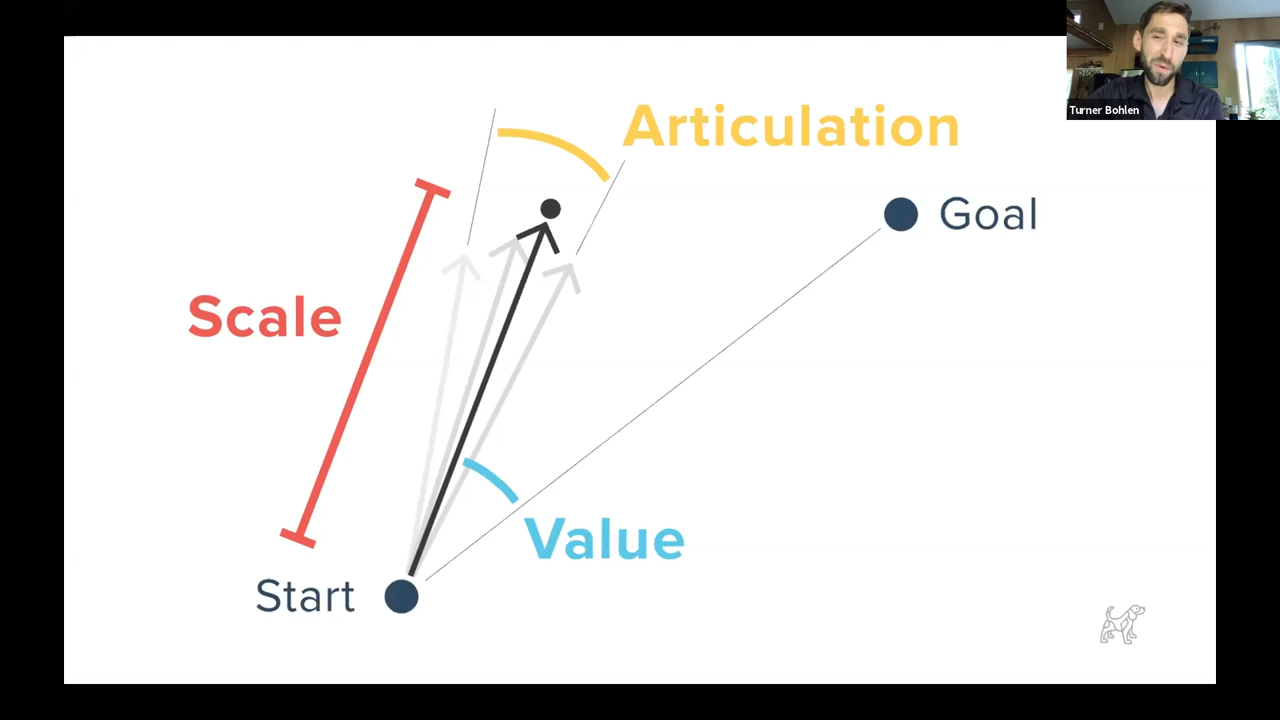 Turner Bohlen
Articulation
Goal
Scale
Value
Start